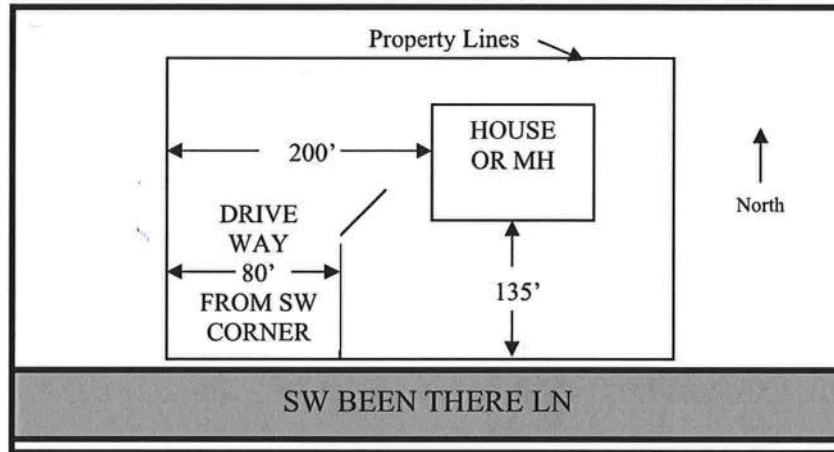 Property Lines
HOUSE
OR MH
200’
North
DRIVE
WAY
80’
FROM SW
CORNER
135’
SW BEEN THERE LN